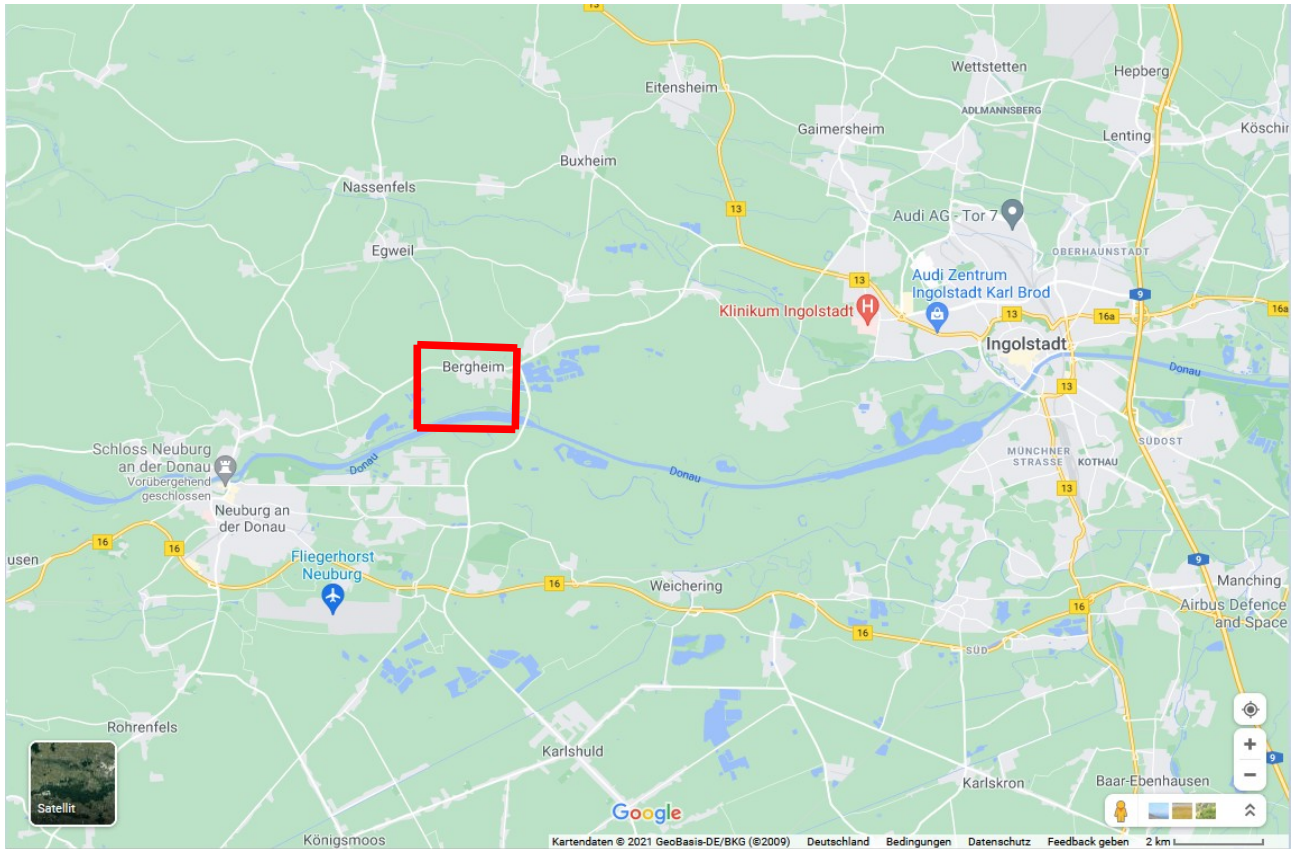 13
Wettstetten
Hepberg
Eitensheim
ADLMANNSBERG
Gaimersheim
Lenting
Köschin
Buxheim
Nassenfels
13
Audi AG - Tor 7
Egweil
OBERHAUNSTADT
Audi Zentrum
Ingolstadt Karl Brod
13
9
Klinikum Ingolstadt
H
13
16a
16a
Ingolstadt
Bergheim
Donau
13
Schloss Neuburg
an der Donau
Vorübergehend
geschlossen
Donau
Donau
MÜNCHNER
STRASSE
KOTHAU
SÜDOST
13
Neuburg an
der Donau
16
16
usen
Fliegerhorst
Neuburg
16
Weichering
9
Manching
16
Airbus Defence
and Space
16
SÜD
Rohrenfels
Karlshuld
9
Karlskron
Baar-Ebenhausen
Satellit
Google
Königsmoos
Kartendaten © 2021 GeoBasis-DE/BKG (©2009) Deutschland Bedingungen Datenschutz Feedback geben 2 km